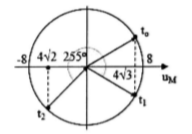 t₀
-8 4√2 255° 8
4√3 u_M
t₂ t₁